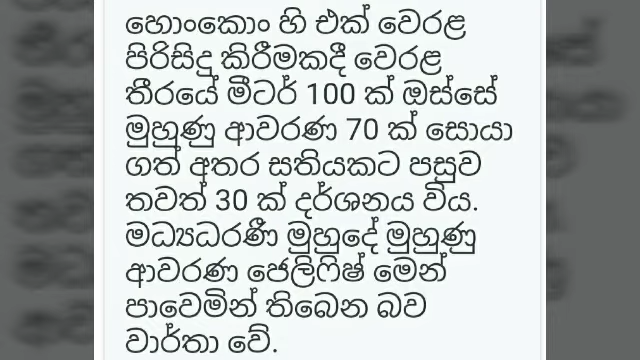 හොංකොං හි එක් වෙරළ
පිරිසිදු කිරීමකදී වෙරළ
තීරයේ මීටර් 100 ක් ඔස්සේ
මුහුණු ආවරණ 70 ක් සොයා
ගත් අතර සතියකට පසුව
තවත් 30 ක් දර්ශනය විය.
මධ්‍යධරණී මුහුදේ මුහුණු
ආවරණ ජෙලිෆිෂ් මෙන්
පාවෙමින් තිබෙන බව
වාර්තා වේ.